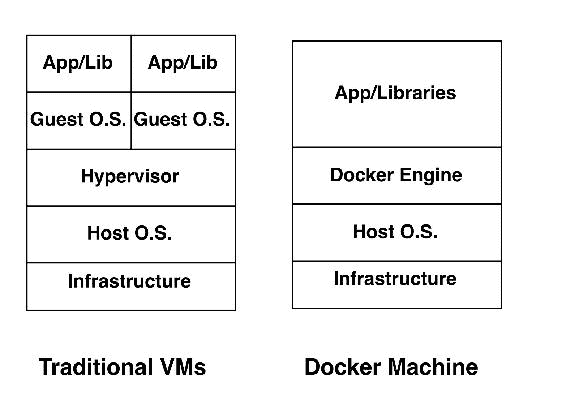 App/Lib
App/Lib
Guest O.S.
Guest O.S.
Hypervisor
Host O.S.
Infrastructure
Traditional VMs
App/Libraries
Docker Engine
Host O.S.
Infrastructure
Docker Machine